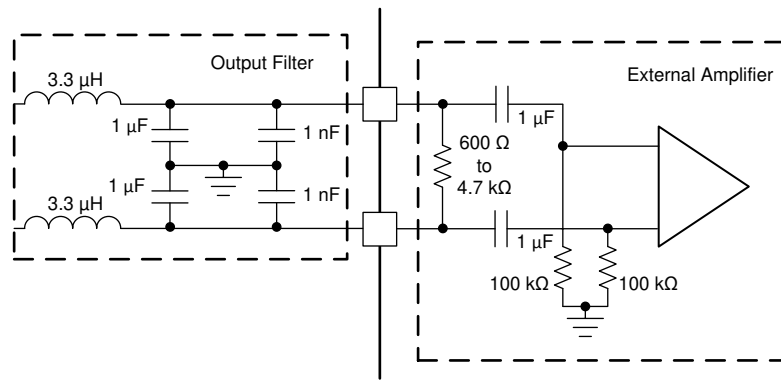 Output Filter
3.3 µH
1 µF
1 nF
1 µF
1 nF
3.3 µH
External Amplifier
1 µF
600 Ω
to
4.7 kΩ
1 µF
100 kΩ
100 kΩ